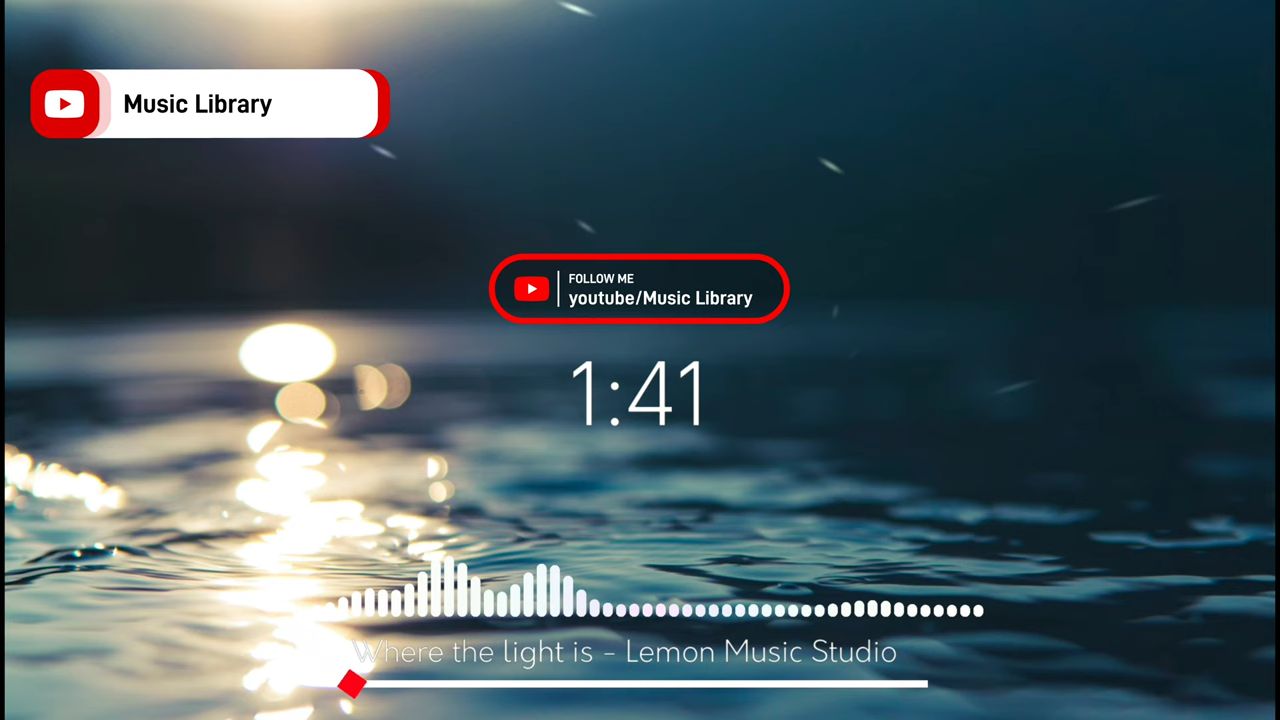 Music Library
FOLLOW ME
youtube/Music Library
1:41
Where the light is - Lemon Music Studio